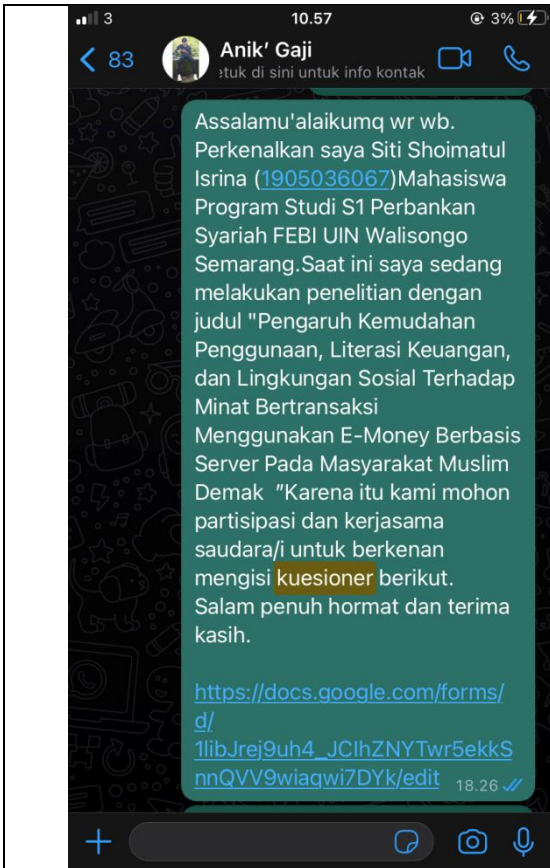 3 10.57 3%
83 Anik’ Gaji
etuk di sini untuk info kontak
Assalamu'alaikumq wr wb.
Perkenalkan saya Siti Shoimatul
Isrina (1905036067)Mahasiswa
Program Studi S1 Perbankan
Syariah FEBI UIN Walisongo
Semarang.Saat ini saya sedang
melakukan penelitian dengan
judul "Pengaruh Kemudahan
Penggunaan, Literasi Keuangan,
dan Lingkungan Sosial Terhadap
Minat Bertransaksi
Menggunakan E-Money Berbasis
Server Pada Masyarakat Muslim
Demak "Karena itu kami mohon
partisipasi dan kerjasama
saudara/i untuk berkenan
mengisi kuesioner berikut.
Salam penuh hormat dan terima
kasih.
https://docs.google.com/forms/
d/
1libJrej9uh4_JClhZNYTwr5ekkS
nnQVV9wiaqwi7DYk/edit 18.26